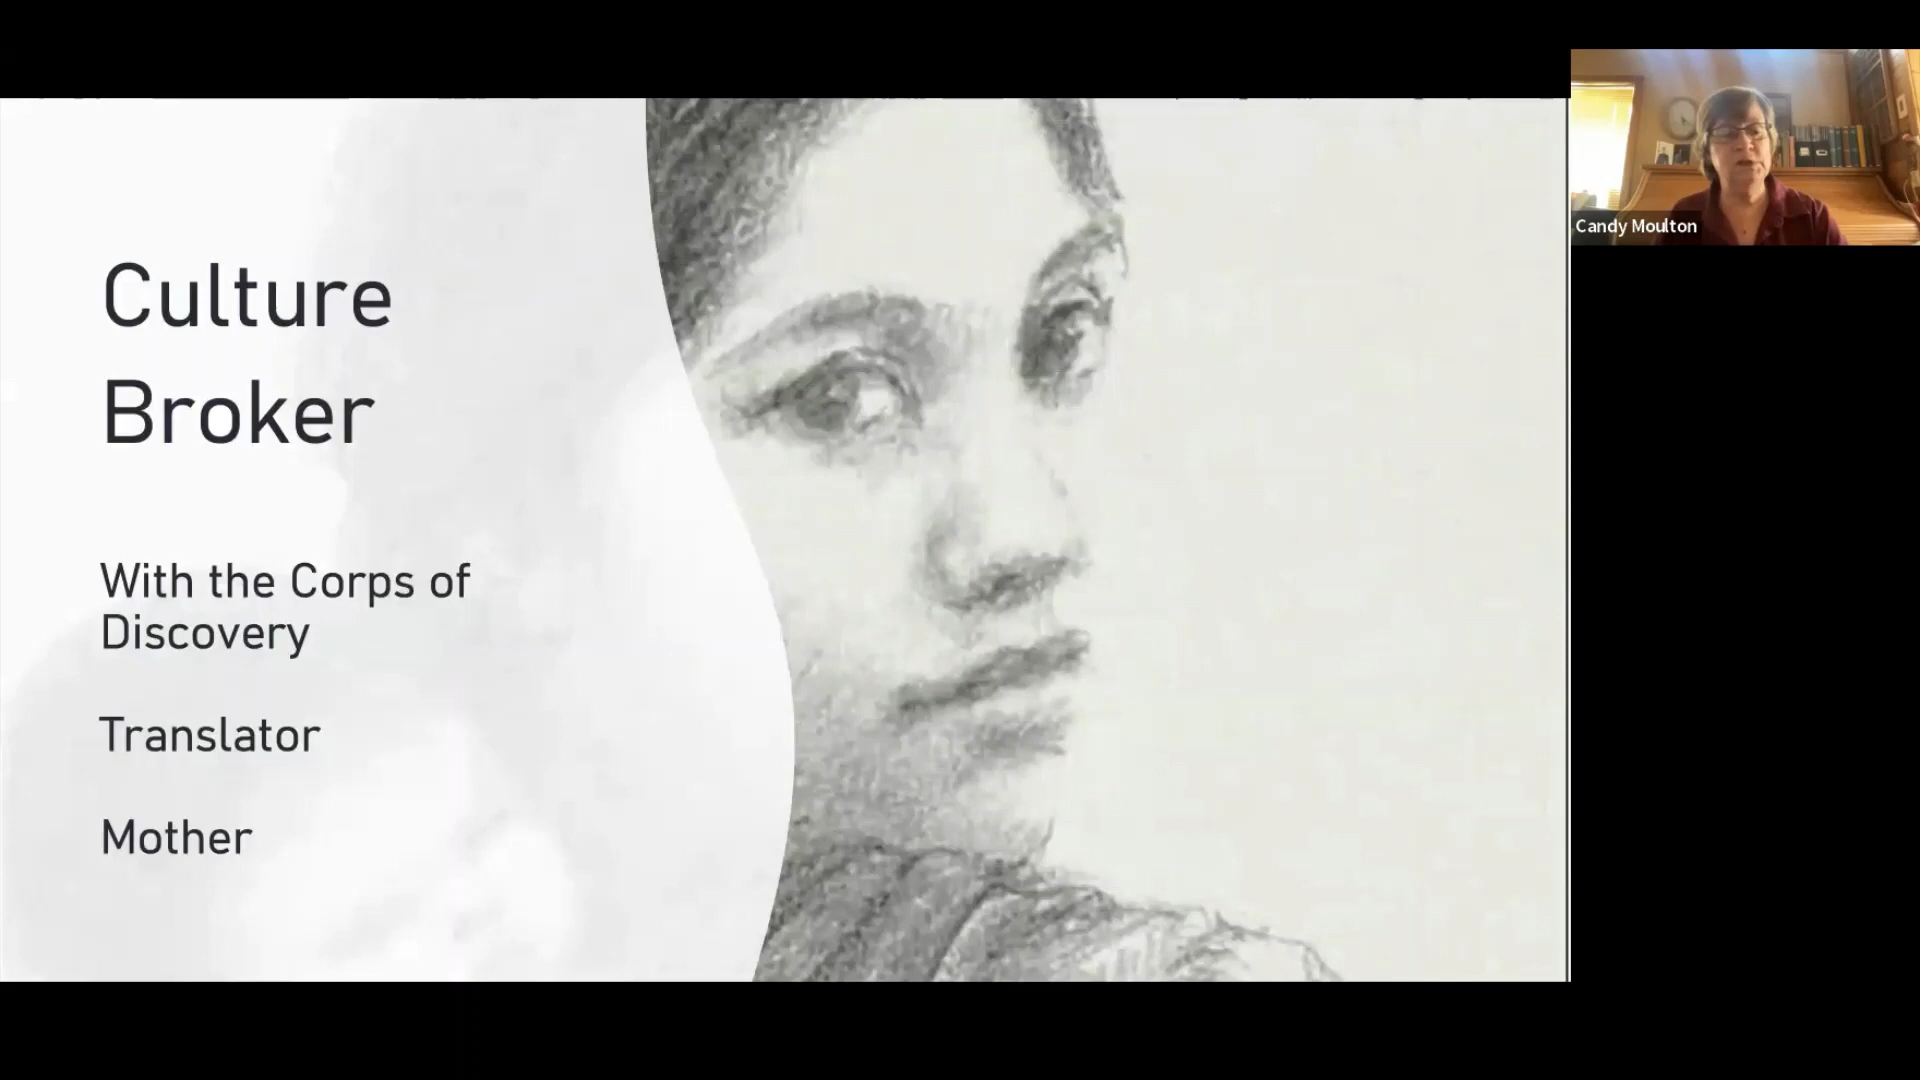 Culture
Broker
With the Corps of
Discovery
Translator
Mother
Candy Moulton